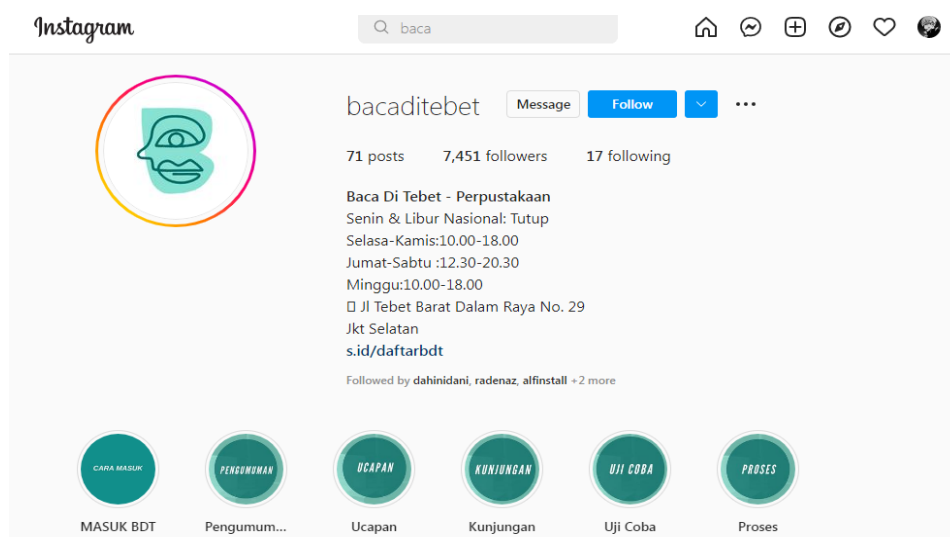 Instagram
baca
bacaditebet Message Follow
71 posts 7,451 followers 17 following
Baca Di Tebet - Perpustakaan
Senin & Libur Nasional: Tutup
Selasa-Kamis:10.00-18.00
Jumat-Sabtu :12.30-20.30
Minggu:10.00-18.00
Jl Tebet Barat Dalam Raya No. 29
Jkt Selatan
s.id/daftarbdt
Followed by dahinidani, radenaz, alfinstall +2 more
CARA MASUK PENGUMUMAN UCAPAN KUNJUNGAN UJI COBA PROSES
MASUK BDT Pengumum... Ucapan Kunjungan Uji Coba Proses